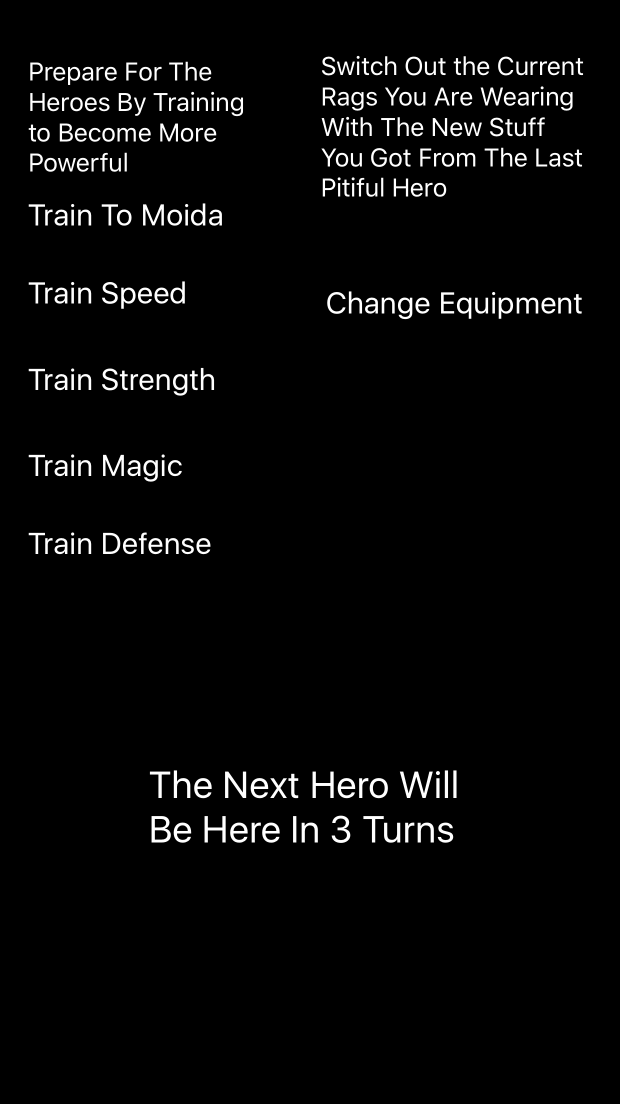 Prepare For The
Heroes By Training
to Become More
Powerful
Train To Moida
Train Speed
Train Strength
Train Magic
Train Defense
Switch Out the Current
Rags You Are Wearing
With The New Stuff
You Got From The Last
Pitiful Hero
Change Equipment
The Next Hero Will
Be Here In 3 Turns